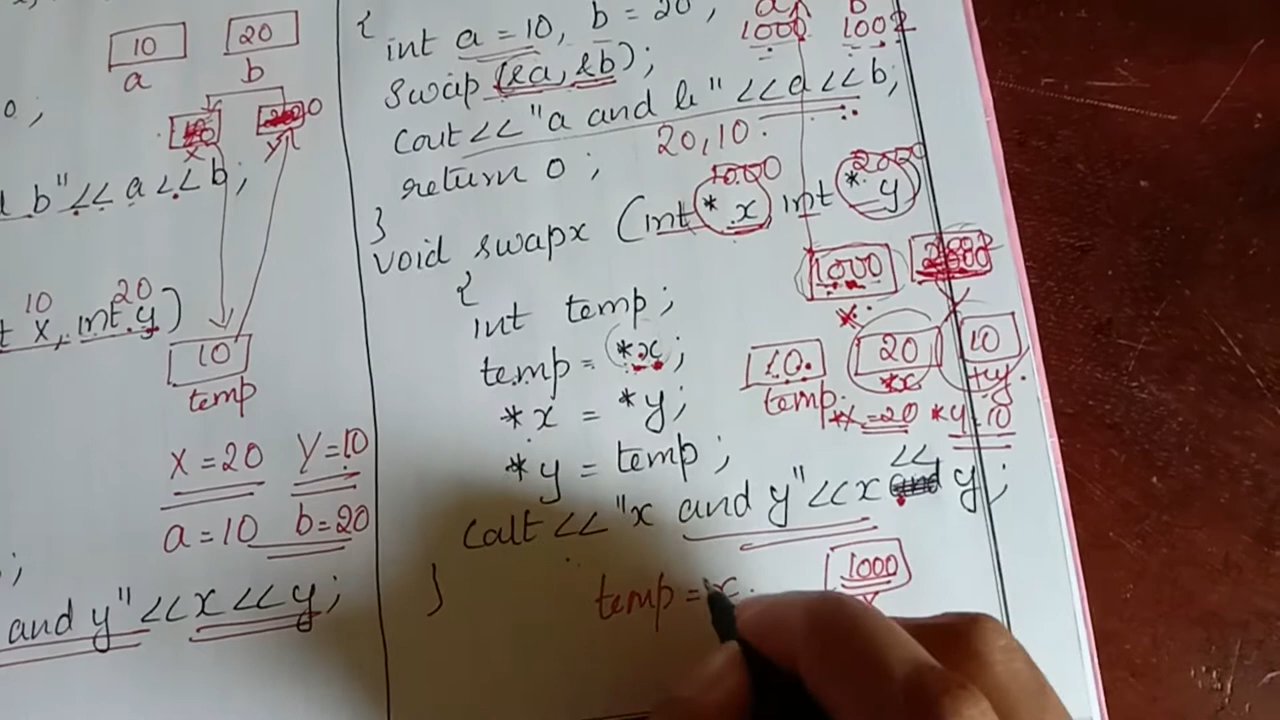 10 20
a b
0 ;
x y
b" << a << b;
10 20
t x, int y)
10
temp
x = 20 y = 10
a = 10 b = 20
;
and y" << x << y;
{
int a = 10, b = 20;
1000 1002
swap (&a, &b);
Cout << "a and b" << a << b;
20, 10
return 0 ;
}
1000
void swapx (int * x, int * y)
{
1000
x
int temp ;
temp = *x ;
10 20 10
temp *x *y
*x = *y ;
*x = 20 *y = 10
*y = temp ;
<<
Cout << "x and y" << x y ;
}
temp = x
1000